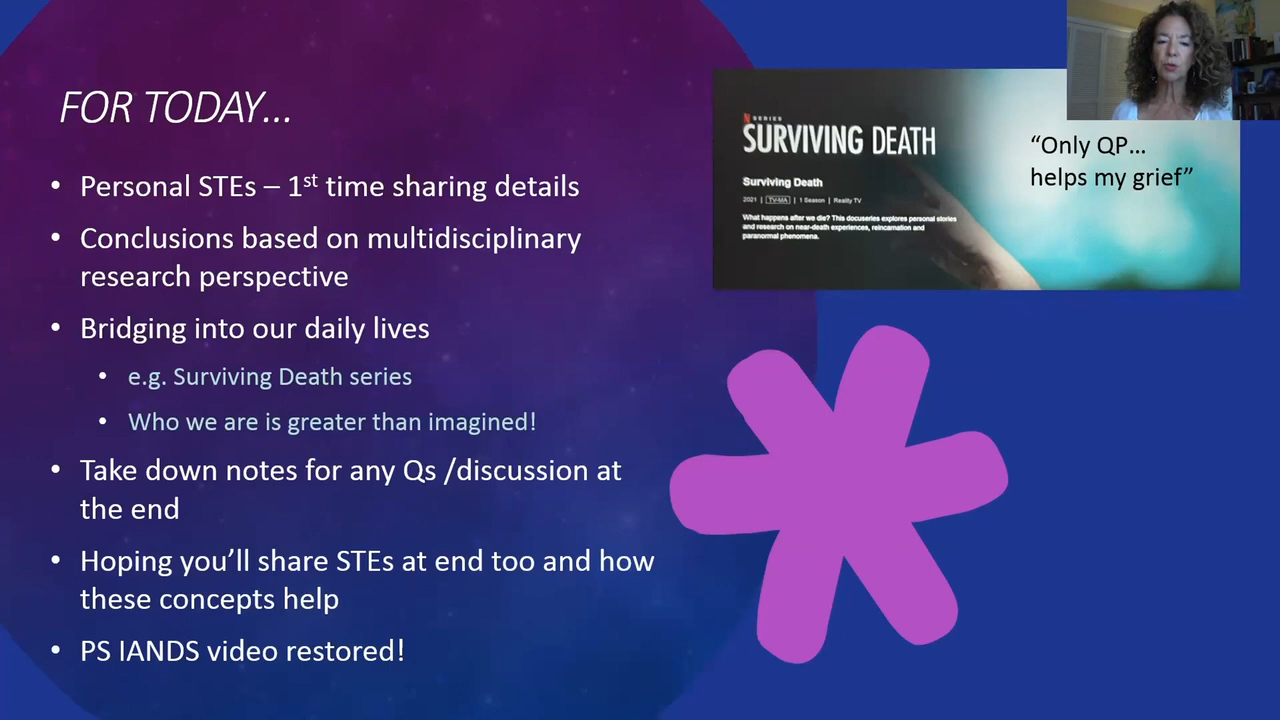 FOR TODAY...
• Personal STEs – 1st time sharing details
• Conclusions based on multidisciplinary
research perspective
• Bridging into our daily lives
• e.g. Surviving Death series
• Who we are is greater than imagined!
• Take down notes for any Qs /discussion at
the end
• Hoping you'll share STEs at end too and how
these concepts help
• PS IANDS video restored!
N SERIES
SURVIVING DEATH
Surviving Death
2021 | TV-MA | 1 Season | Reality TV
What happens after we die? This docuseries explores personal stories
and research on near-death experiences, reincarnation and
paranormal phenomena.
“Only QP...
helps my grief”